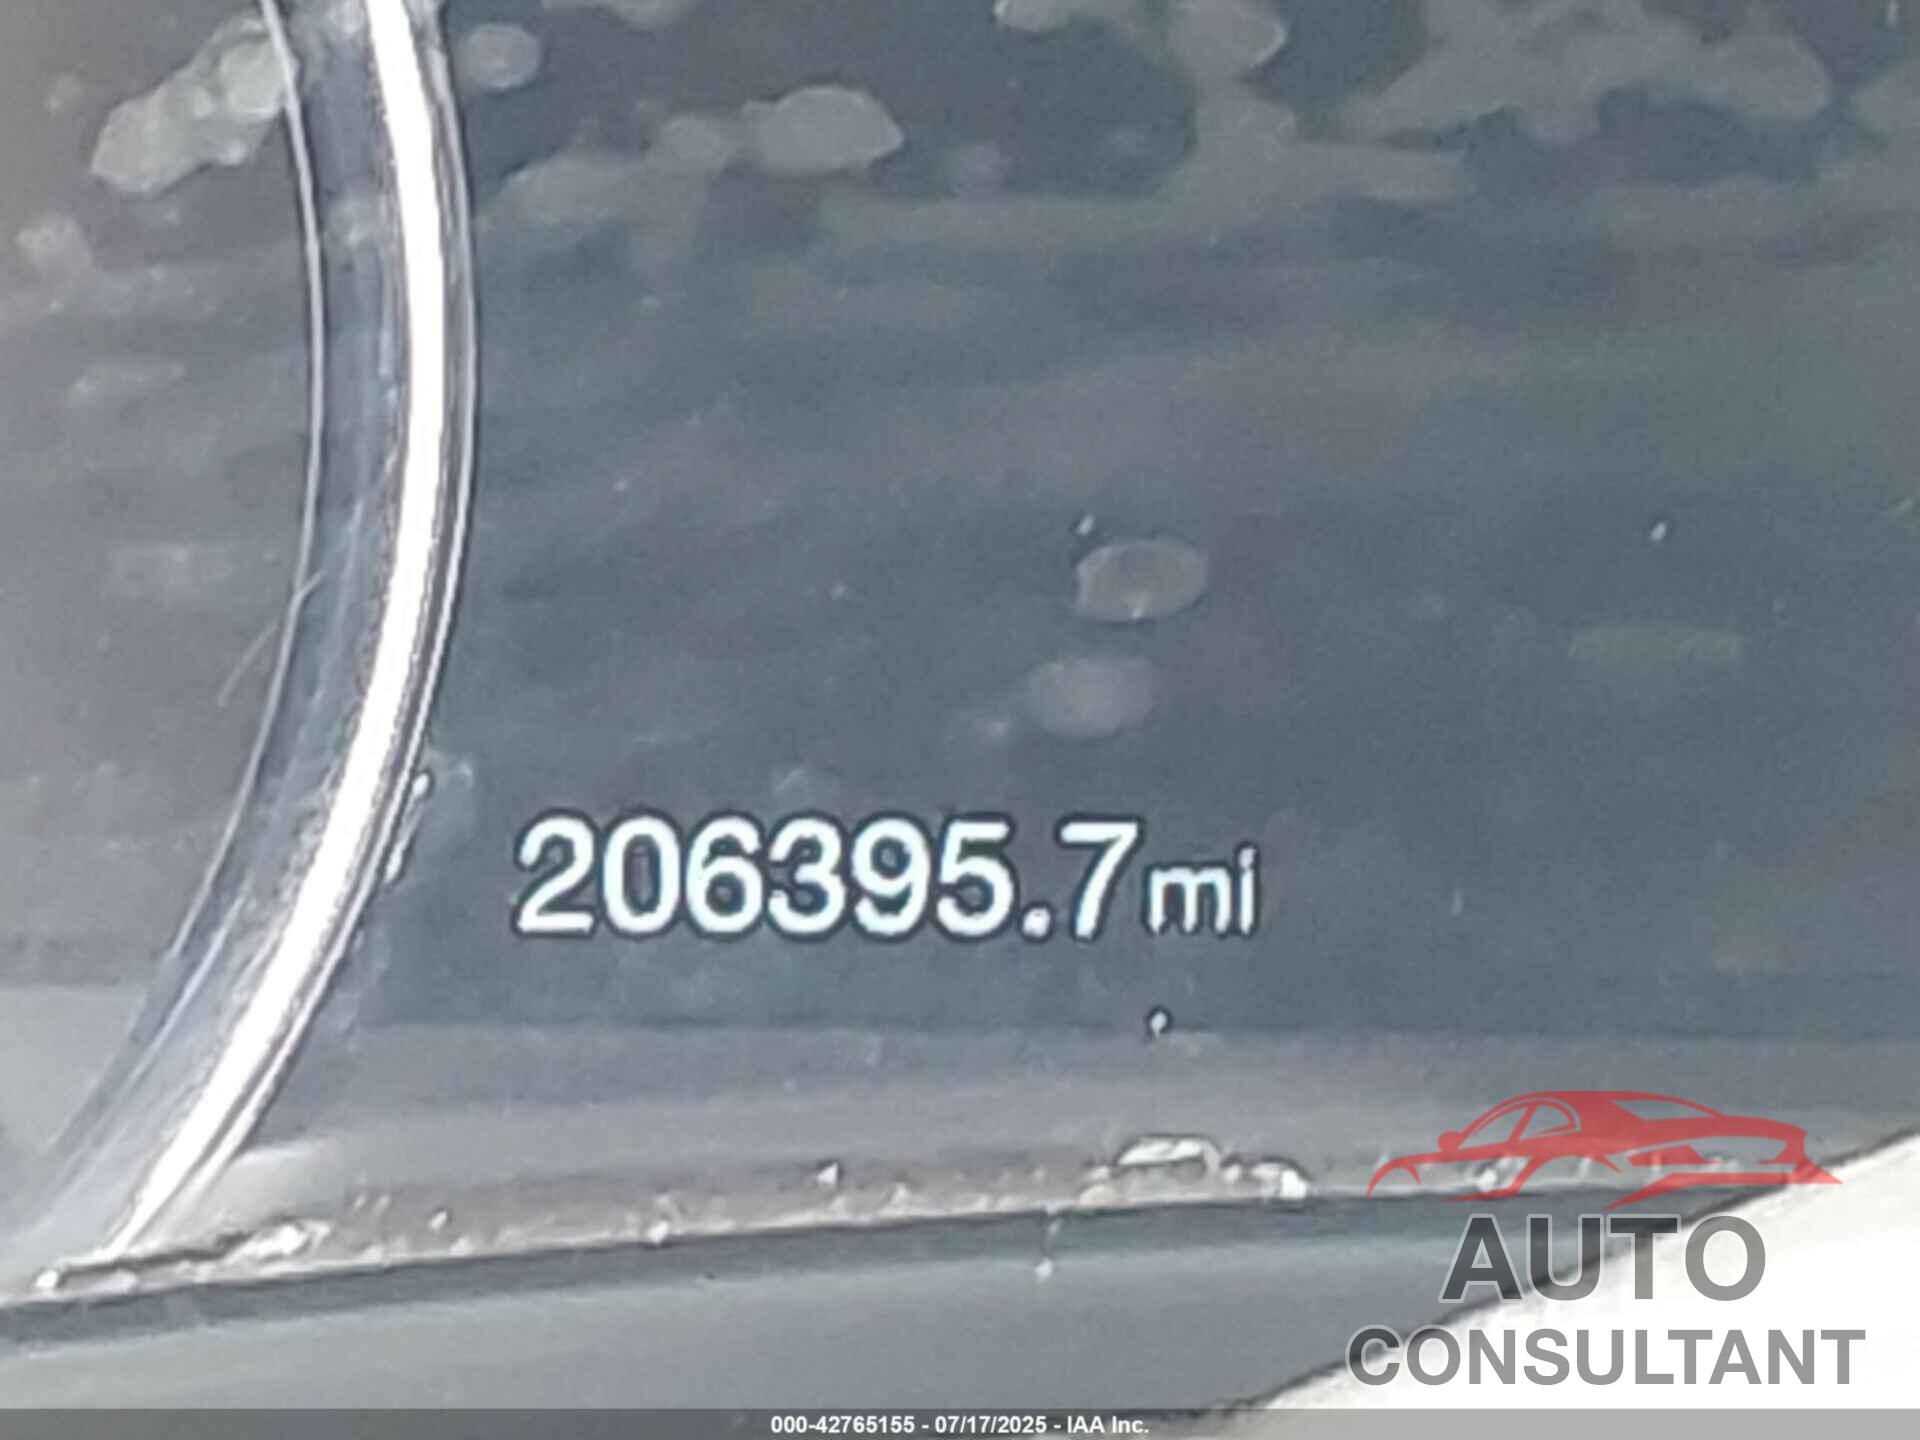 206395.7mi
AUTO
CONSULTANT
000-42765155 - 07/17/2025 - IAA Inc.